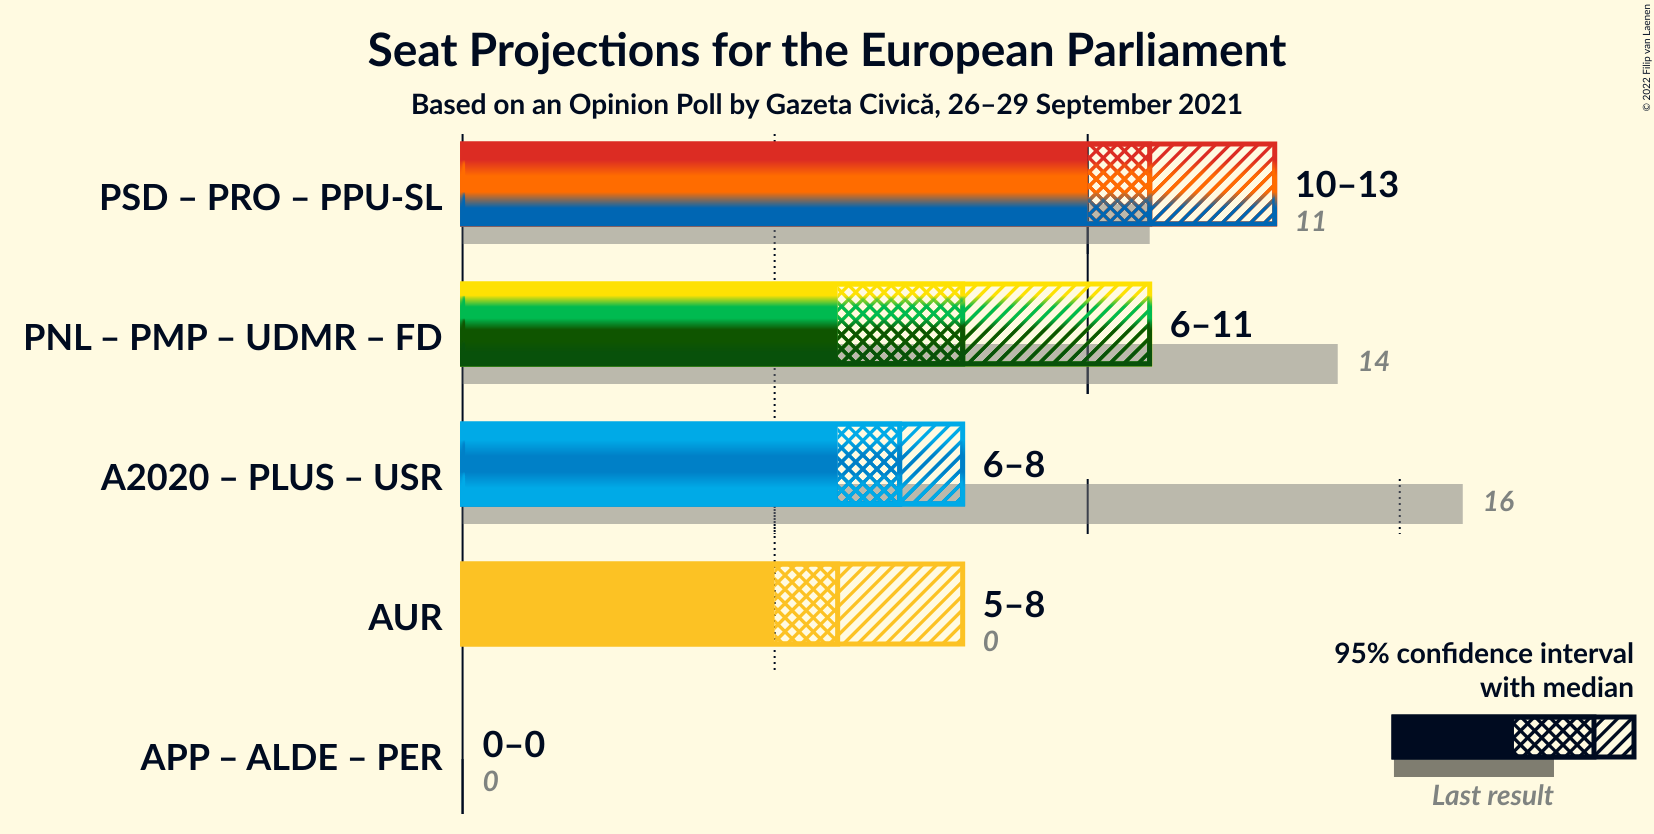 Seat Projections for the European Parliament
Based on an Opinion Poll by Gazeta Civică, 26–29 September 2021
© 2022 Filip van Laenen
PSD – PRO – PPU-SL
10–13
11
PNL – PMP – UDMR – FD
6–11
14
A2020 – PLUS – USR
6–8
16
AUR
5–8
0
APP – ALDE – PER
0–0
0
95% confidence interval
with median
Last result